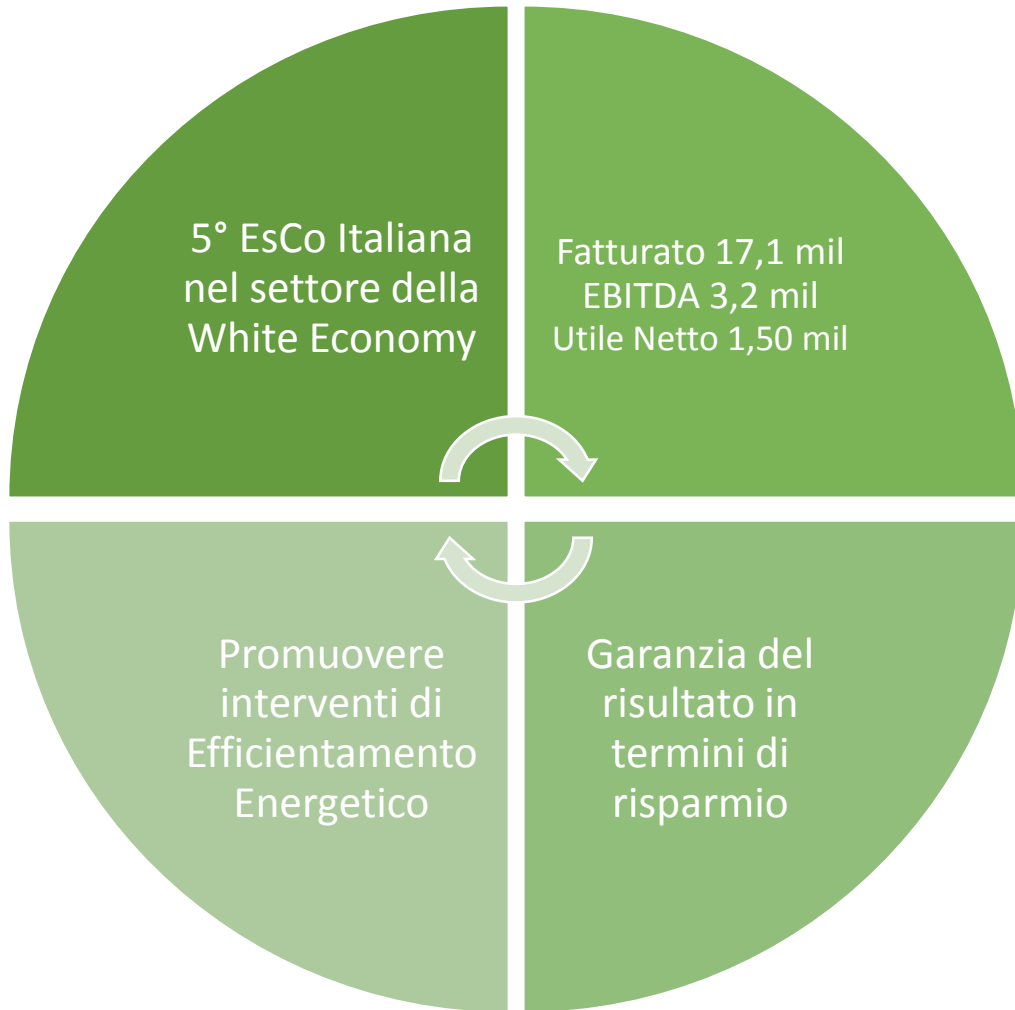 5° EsCo Italiana
nel settore della
White Economy
Fatturato 17,1 mil
EBITDA 3,2 mil
Utile Netto 1,50 mil
Promuovere
interventi di
Efficientamento
Energetico
Garanzia del
risultato in
termini di
risparmio